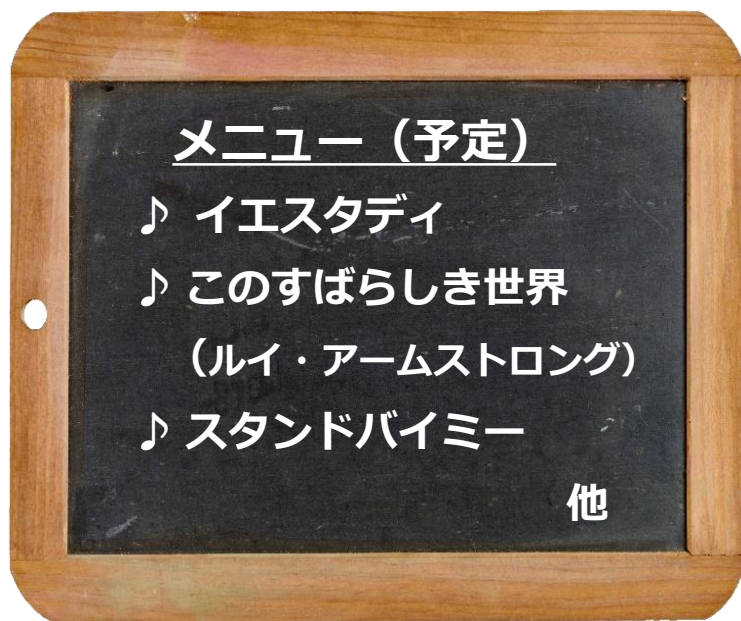 メニュー（予定）
♪ イエスタディ
♪ このすばらしき世界
（ルイ・アームストロング）
♪ スタンドバイミー
他